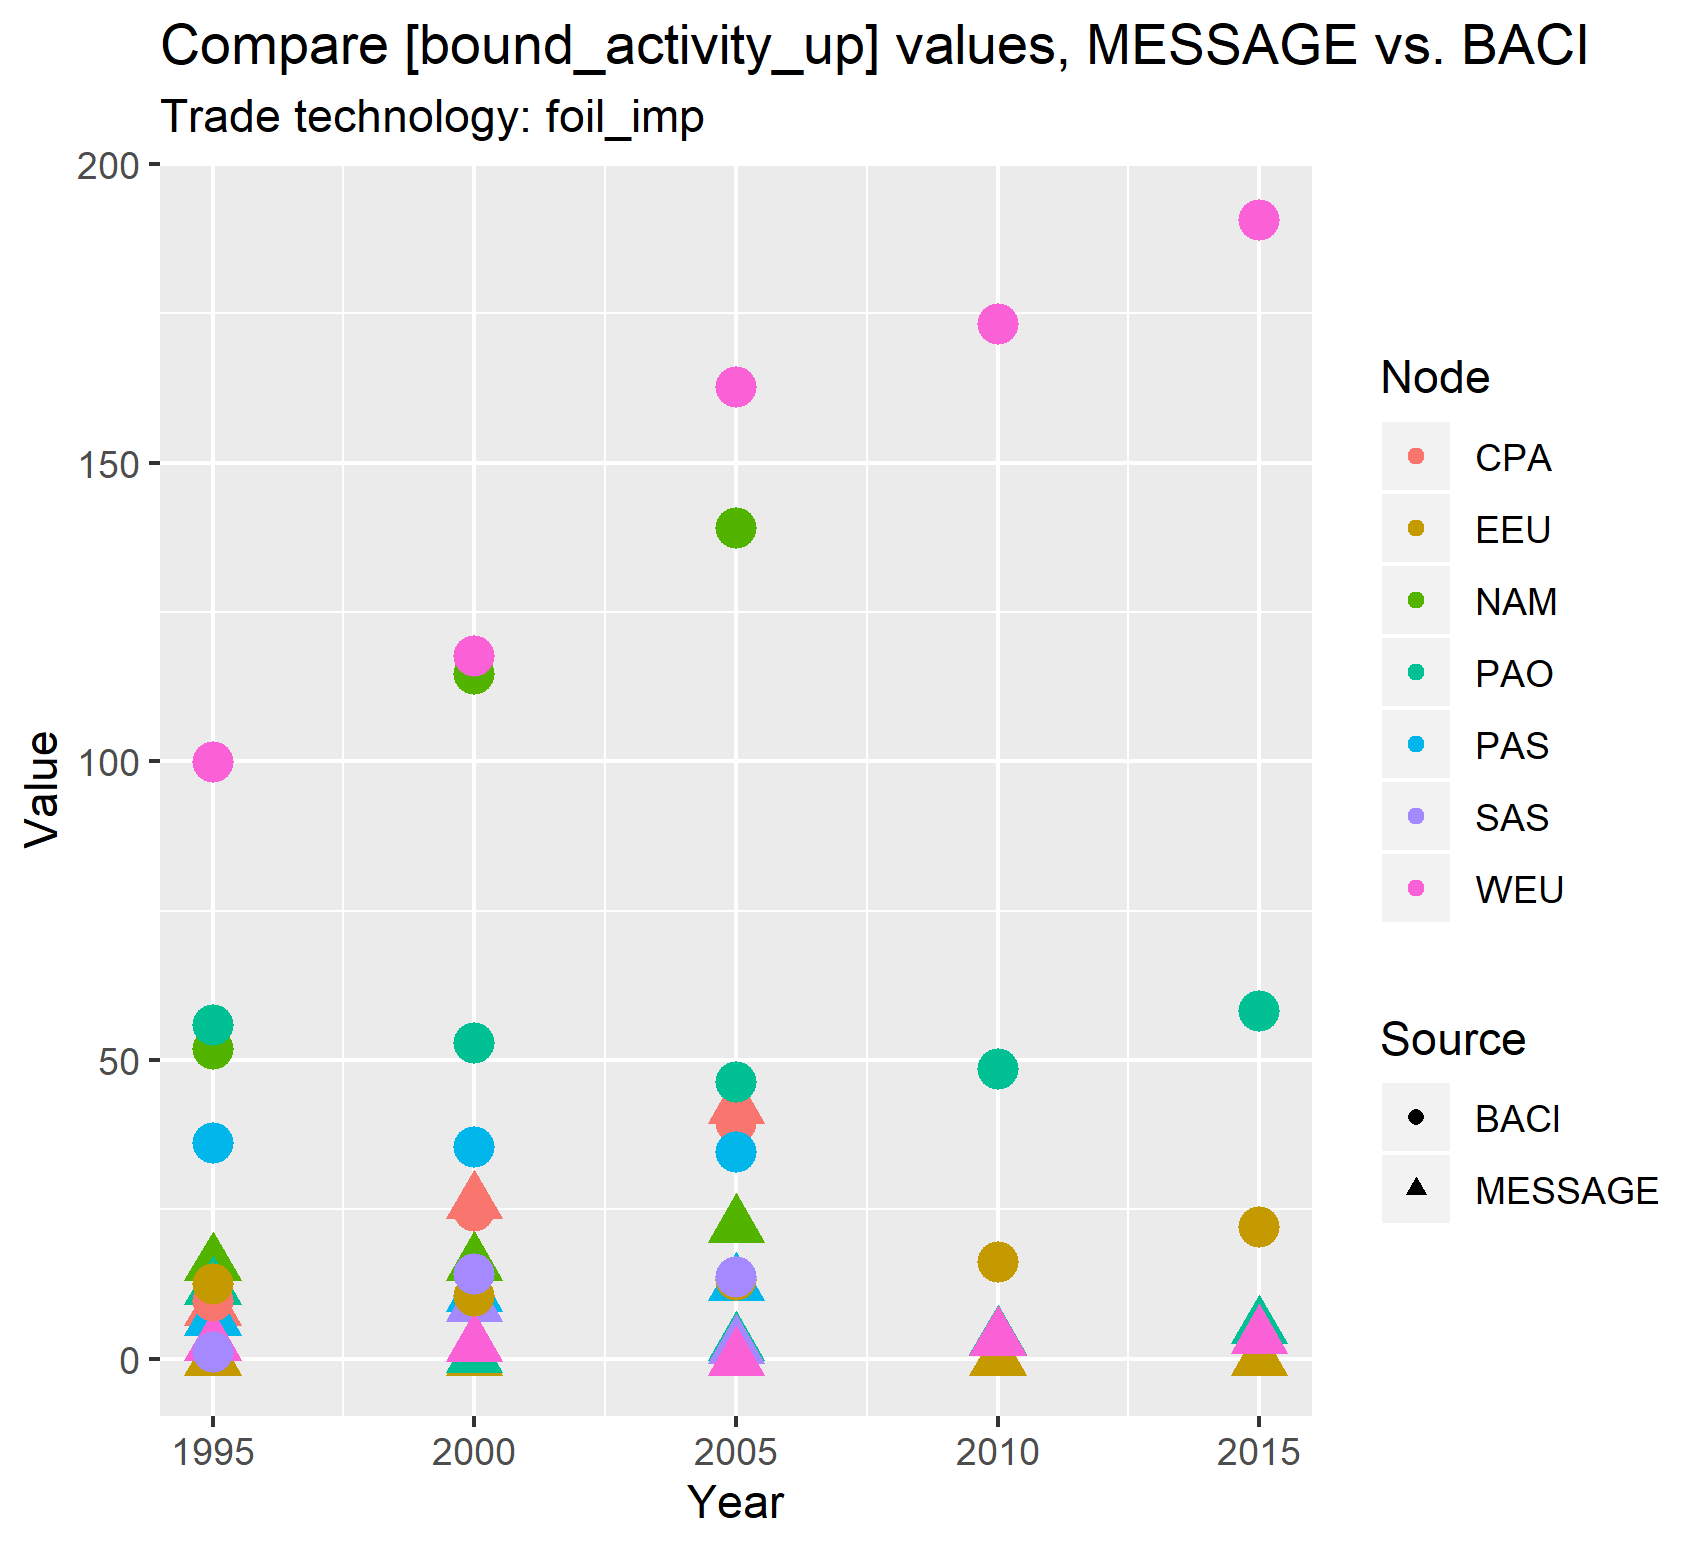 Compare [bound_activity_up] values, MESSAGE vs. BACI
Trade technology: foil_imp
200
150
100
50
0
Value
1995 2000 2005 2010 2015
Year
Node
CPA
EEU
NAM
PAO
PAS
SAS
WEU
Source
BACI
MESSAGE